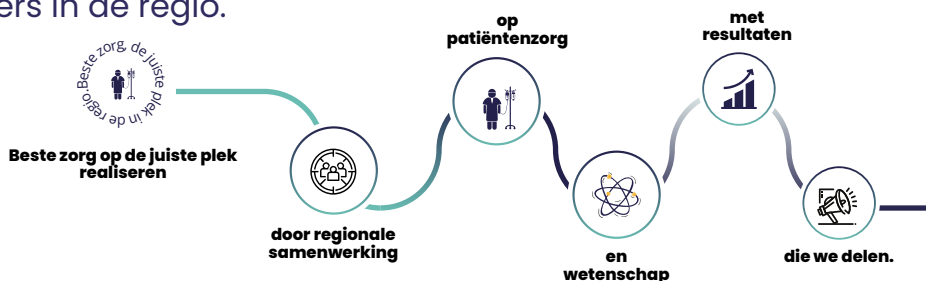 ers in de regio.
Beste zorg, de juiste plek in de regio.
Beste zorg op de juiste plek
realiseren
door regionale
samenwerking
op
patiëntenzorg
en
wetenschap
met
resultaten
die we delen.